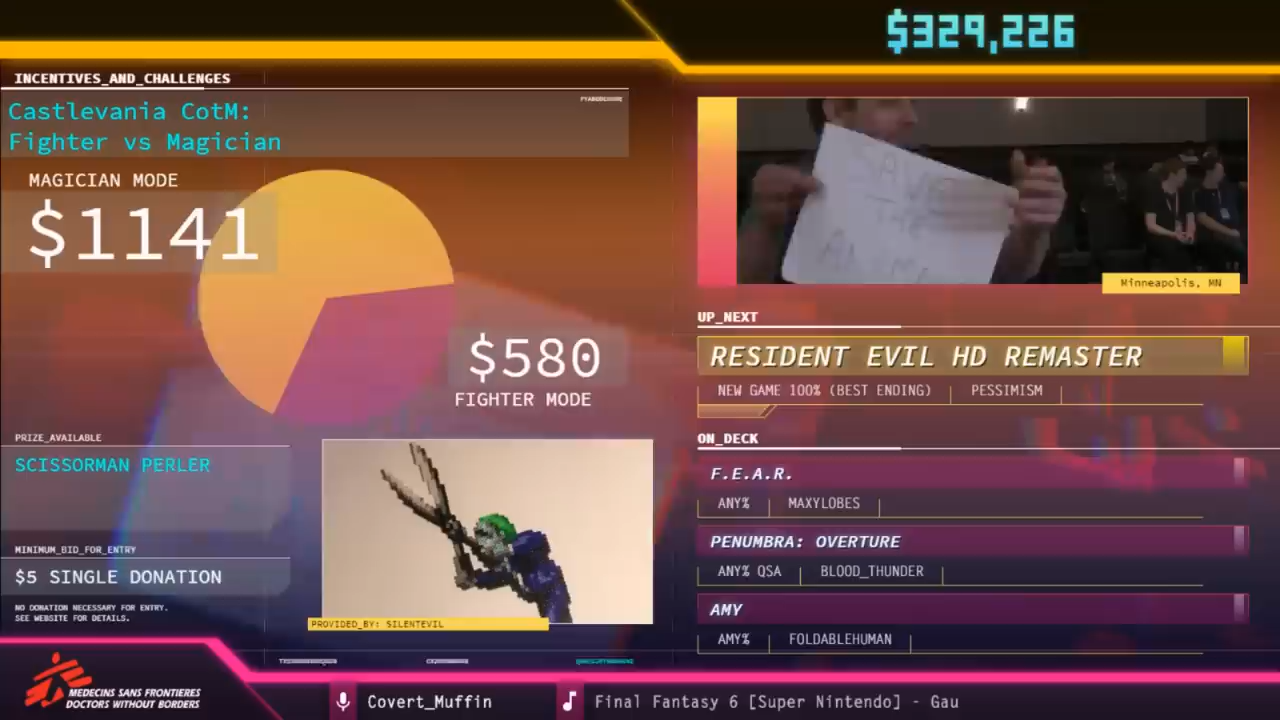 $329,226
INCENTIVES_AND_CHALLENGES
Castlevania CotM:
Fighter vs Magician
MAGICIAN MODE
$1141
$580
FIGHTER MODE
PRIZE_AVAILABLE
SCISSORMAN PERLER
MINIMUM_BID_FOR_ENTRY
$5 SINGLE DONATION
NO DONATION NECESSARY FOR ENTRY.
SEE WEBSITE FOR DETAILS.
PROVIDED_BY: SILENTEVIL
Minneapolis, MN
UP_NEXT
RESIDENT EVIL HD REMASTER
NEW GAME 100% (BEST ENDING) PESSIMISM
ON_DECK
F.E.A.R.
ANY% MAXYLOBES
PENUMBRA: OVERTURE
ANY% QSA BLOOD_THUNDER
AMY
AMY% FOLDABLEHUMAN
MEDECINS SANS FRONTIERES
DOCTORS WITHOUT BORDERS
Covert_Muffin
Final Fantasy 6 [Super Nintendo] - Gau